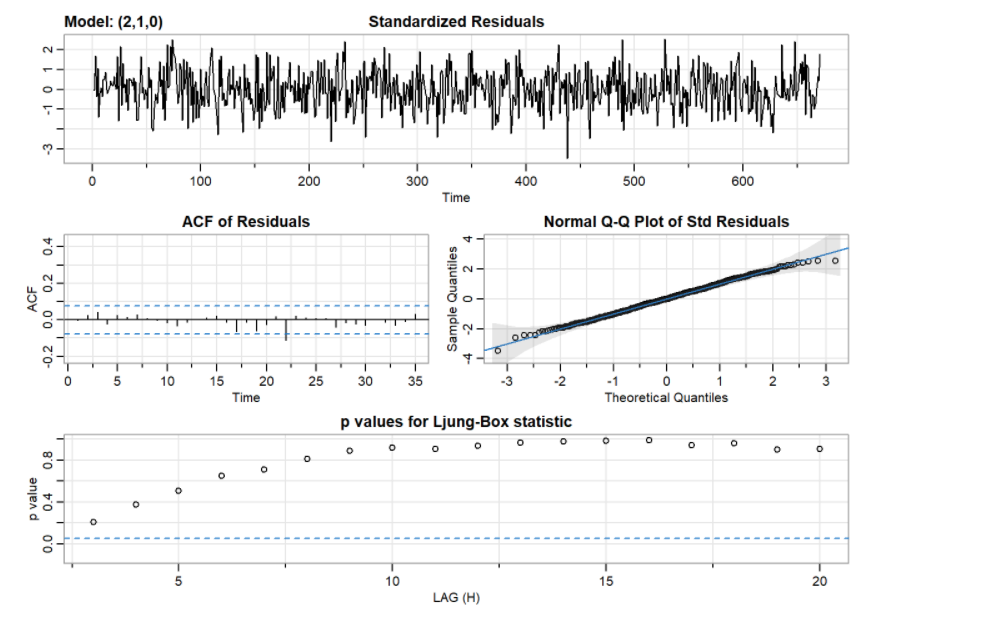 Model: (2,1,0) Standardized Residuals
2
1
0
-1
-3
0 100 200 300 400 500 600
Time
ACF of Residuals
ACF
0.4
0.2
0.0
-0.2
0 5 10 15 20 25 30 35
Time
Normal Q-Q Plot of Std Residuals
Sample Quantiles
4
2
0
-2
-4
-3 -2 -1 0 1 2 3
Theoretical Quantiles
p values for Ljung-Box statistic
p value
0.8
0.4
0.0
5 10 15 20
LAG (H)